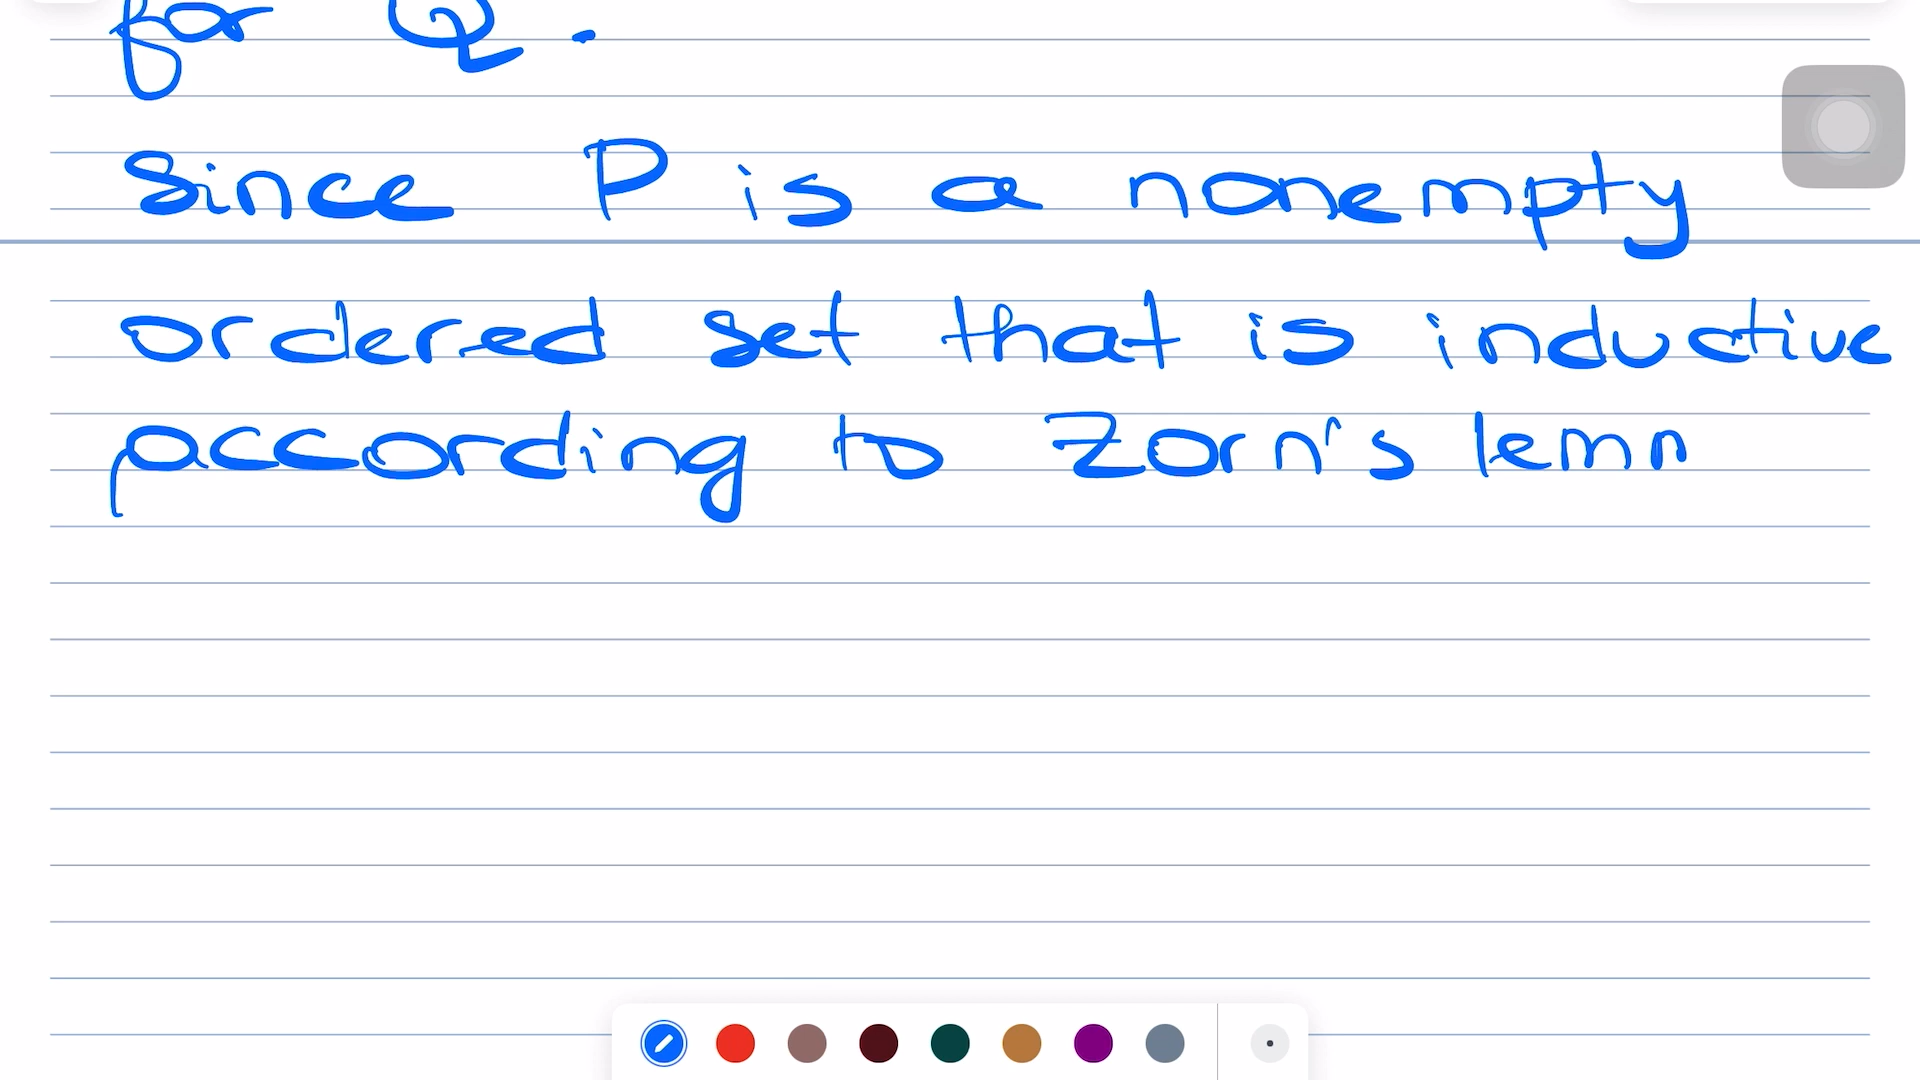 for Q.
Since P is a nonempty
ordered set that is inductive
according to Zorn's lemn